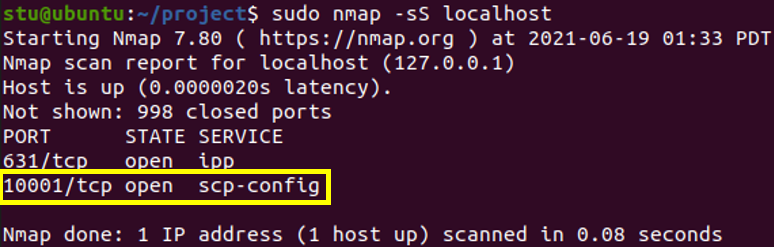 stu@ubuntu:~/project$ sudo nmap -sS localhost
Starting Nmap 7.80 ( https://nmap.org ) at 2021-06-19 01:33 PDT
Nmap scan report for localhost (127.0.0.1)
Host is up (0.0000020s latency).
Not shown: 998 closed ports
PORT      STATE SERVICE
631/tcp   open  ipp
10001/tcp open  scp-config

Nmap done: 1 IP address (1 host up) scanned in 0.08 seconds